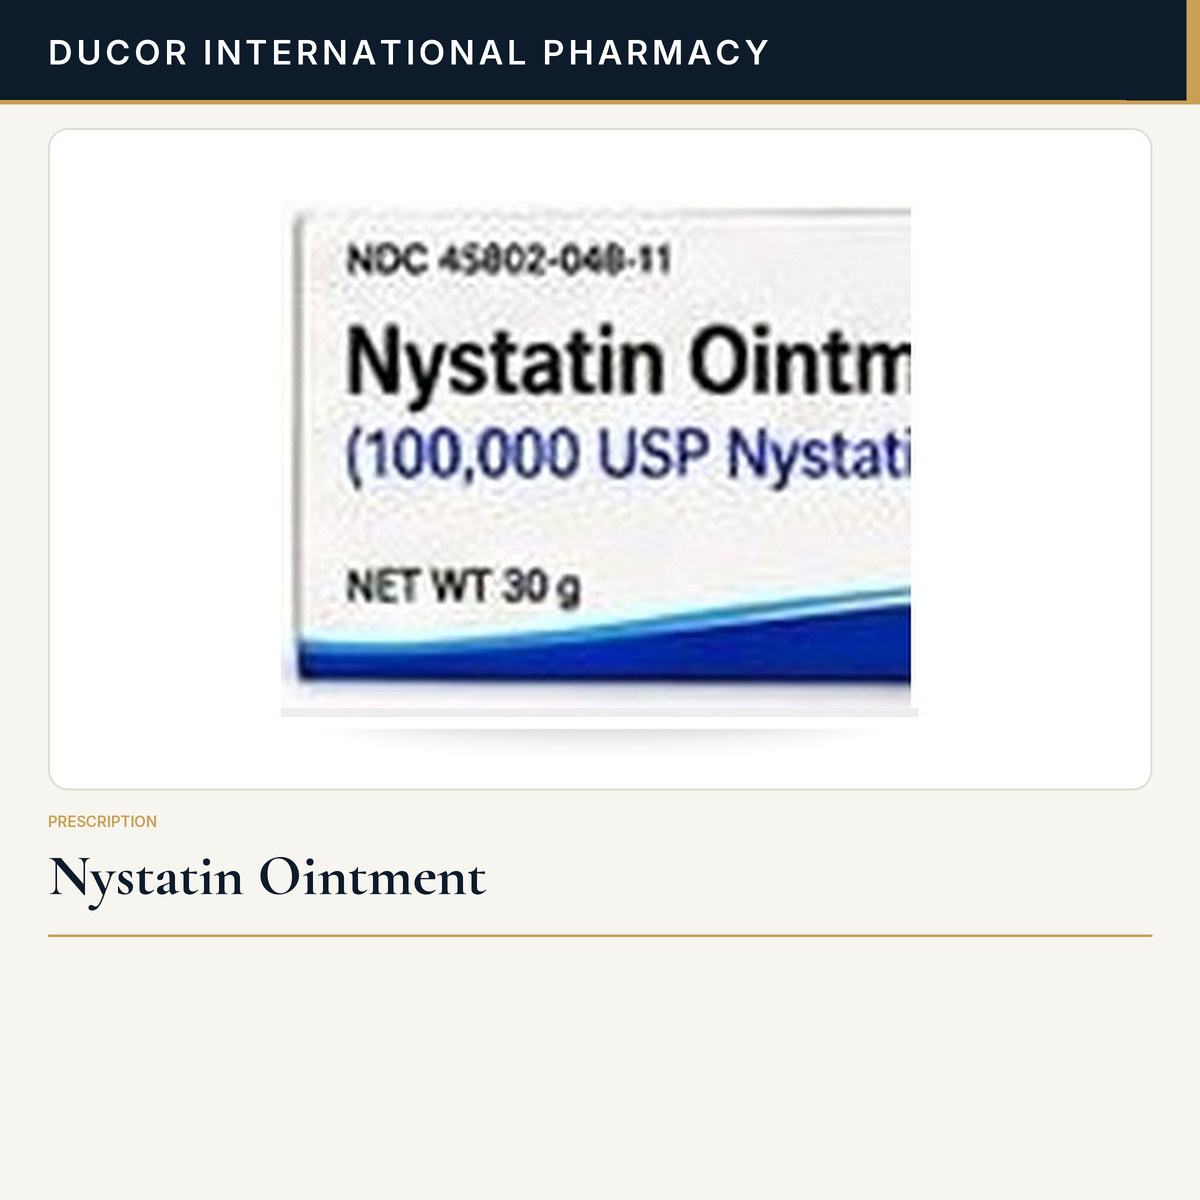 DUCOR INTERNATIONAL PHARMACY
NDC 45802-048-11
Nystatin Ointm
(100,000 USP Nystati
NET WT 30 g
PRESCRIPTION
Nystatin Ointment